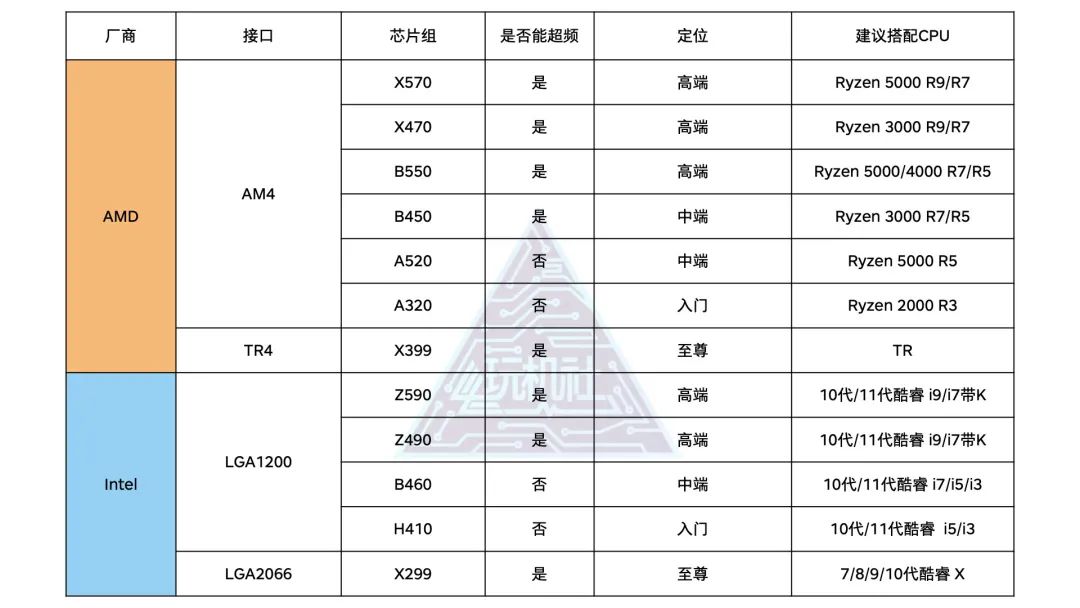 厂商 接口 芯片组 是否能超频 定位 建议搭配CPU
X570 是 高端 Ryzen 5000 R9/R7
X470 是 高端 Ryzen 3000 R9/R7
B550 是 高端 Ryzen 5000/4000 R7/R5
AM4
AMD B450 是 中端 Ryzen 3000 R7/R5
A520 否 中端 Ryzen 5000 R5
A320 否 入门 Ryzen 2000 R3
TR4 X399 是 至尊 TR
Z590 是 高端 10代/11代酷睿 i9/i7带K
Z490 是 高端 10代/11代酷睿 i9/i7带K
LGA1200
Intel B460 否 中端 10代/11代酷睿 i7/i5/i3
H410 否 入门 10代/11代酷睿 i5/i3
LGA2066 X299 是 至尊 7/8/9/10代酷睿 X
玩机社